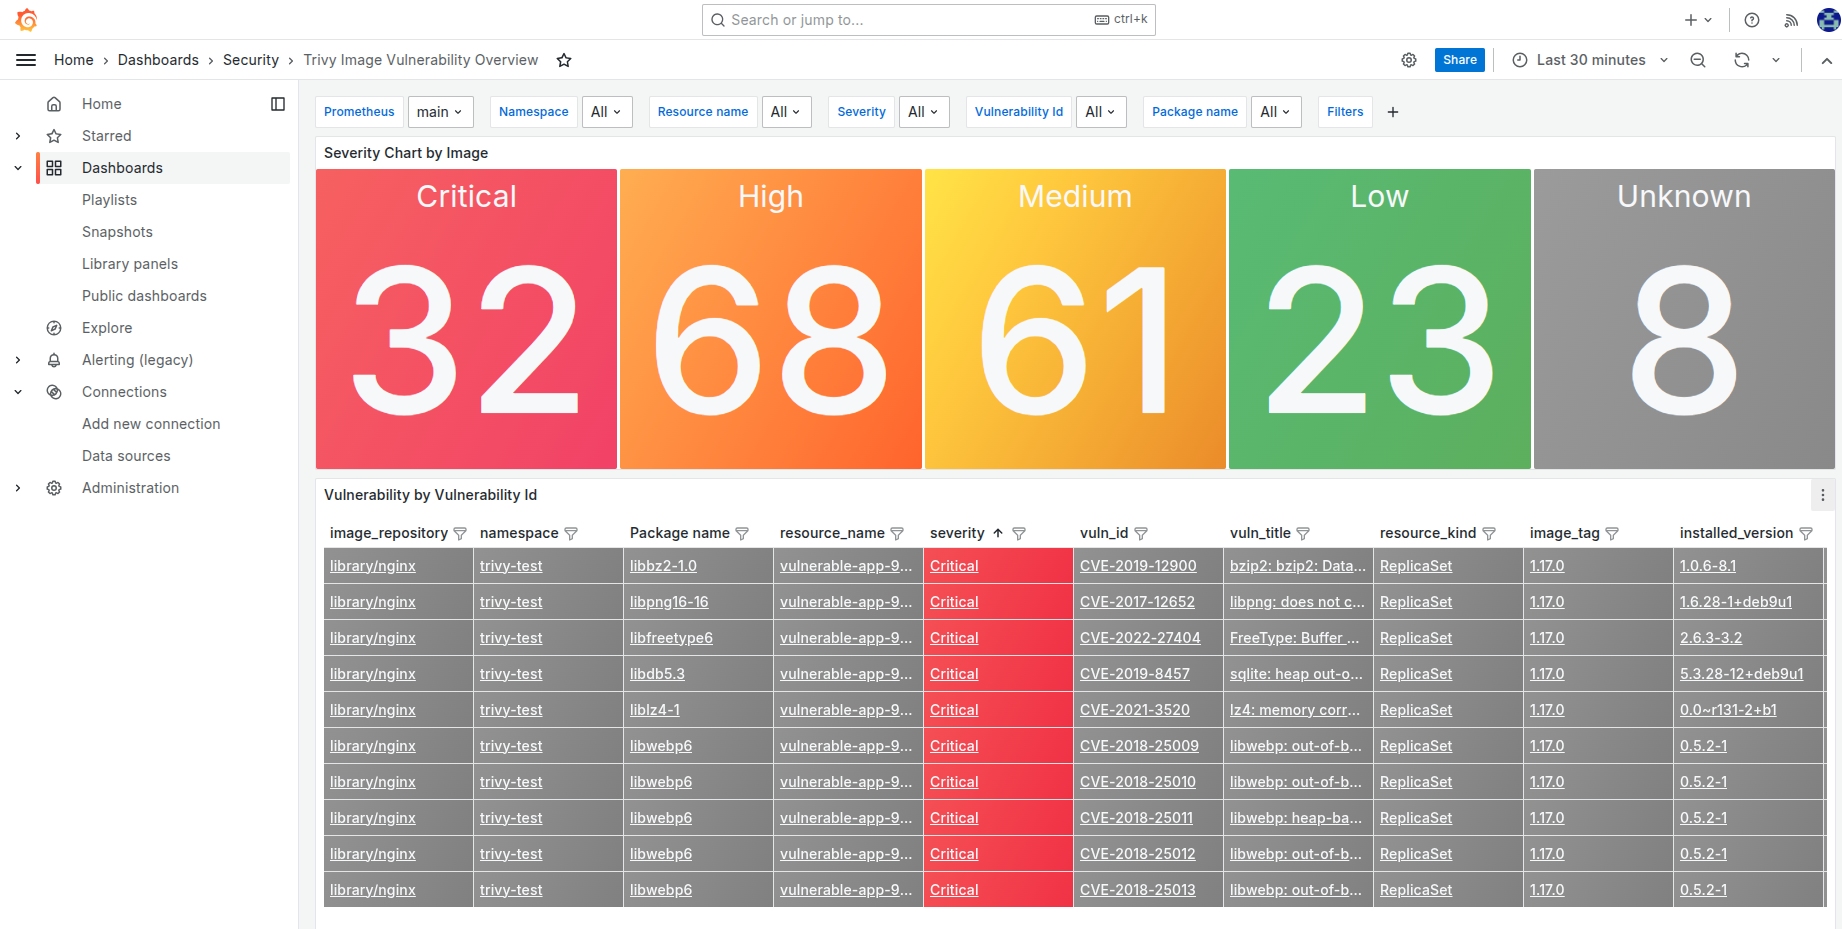 Search or jump to... ctrl+k
Home › Dashboards › Security › Trivy Image Vulnerability Overview Share Last 30 minutes
Home
Starred
Dashboards
Playlists
Snapshots
Library panels
Public dashboards
Explore
Alerting (legacy)
Connections
Add new connection
Data sources
Administration
Prometheus main Namespace All Resource name All Severity All Vulnerability Id All Package name All Filters +
Severity Chart by Image
Critical High Medium Low Unknown
32 68 61 23 8
Vulnerability by Vulnerability Id
image_repository namespace Package name resource_name severity vuln_id vuln_title resource_kind image_tag installed_version
library/nginx trivy-test libbz2-1.0 vulnerable-app-9... Critical CVE-2019-12900 bzip2: bzip2: Data... ReplicaSet 1.17.0 1.0.6-8.1
library/nginx trivy-test libpng16-16 vulnerable-app-9... Critical CVE-2017-12652 libpng: does not c... ReplicaSet 1.17.0 1.6.28-1+deb9u1
library/nginx trivy-test libfreetype6 vulnerable-app-9... Critical CVE-2022-27404 FreeType: Buffer ... ReplicaSet 1.17.0 2.6.3-3.2
library/nginx trivy-test libdb5.3 vulnerable-app-9... Critical CVE-2019-8457 sqlite: heap out-o... ReplicaSet 1.17.0 5.3.28-12+deb9u1
library/nginx trivy-test liblz4-1 vulnerable-app-9... Critical CVE-2021-3520 lz4: memory corr... ReplicaSet 1.17.0 0.0~r131-2+b1
library/nginx trivy-test libwebp6 vulnerable-app-9... Critical CVE-2018-25009 libwebp: out-of-b... ReplicaSet 1.17.0 0.5.2-1
library/nginx trivy-test libwebp6 vulnerable-app-9... Critical CVE-2018-25010 libwebp: out-of-b... ReplicaSet 1.17.0 0.5.2-1
library/nginx trivy-test libwebp6 vulnerable-app-9... Critical CVE-2018-25011 libwebp: heap-ba... ReplicaSet 1.17.0 0.5.2-1
library/nginx trivy-test libwebp6 vulnerable-app-9... Critical CVE-2018-25012 libwebp: out-of-b... ReplicaSet 1.17.0 0.5.2-1
library/nginx trivy-test libwebp6 vulnerable-app-9... Critical CVE-2018-25013 libwebp: out-of-b... ReplicaSet 1.17.0 0.5.2-1